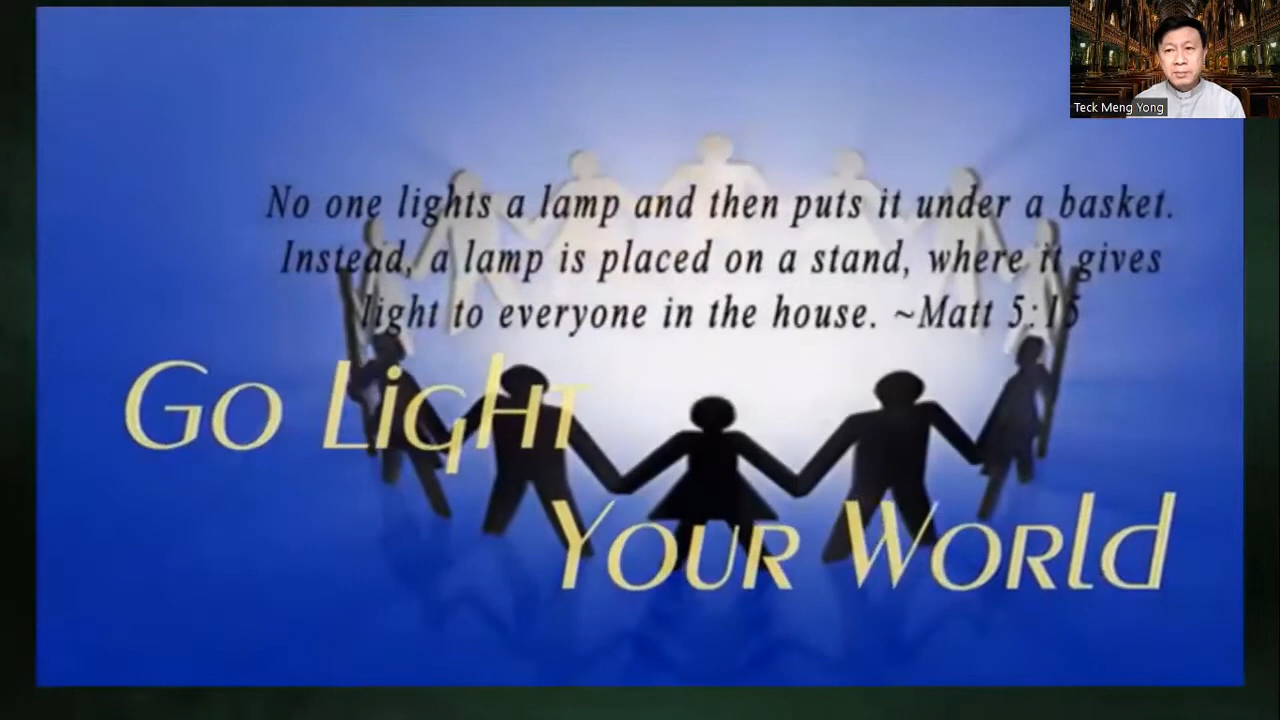 Teck Meng Yong
No one lights a lamp and then puts it under a basket.
Instead, a lamp is placed on a stand, where it gives
light to everyone in the house. ~Matt 5:15
Go Light
Your World